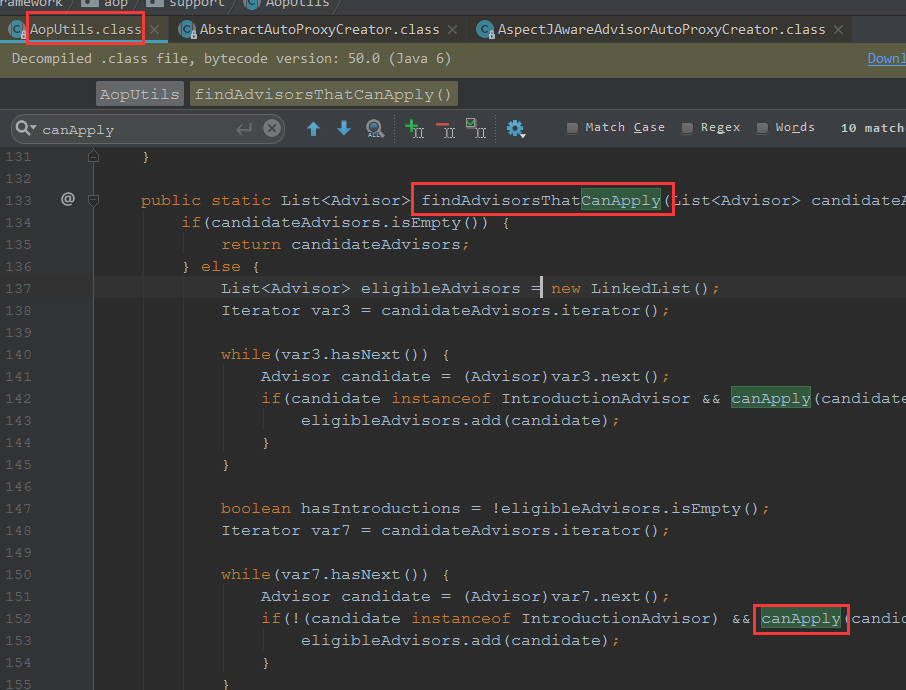 ramework aop support AopUtils
AopUtils.class AbstractAutoProxyCreator.class AspectJAwareAdvisorAutoProxyCreator.class
Decompiled .class file, bytecode version: 50.0 (Java 6) Downl
AopUtils findAdvisorsThatCanApply()
canApply Match Case Regex Words 10 match
131 }
132
133 @ public static List<Advisor> findAdvisorsThatCanApply(List<Advisor> candidateA
134 if(candidateAdvisors.isEmpty()) {
135 return candidateAdvisors;
136 } else {
137 List<Advisor> eligibleAdvisors = new LinkedList();
138 Iterator var3 = candidateAdvisors.iterator();
139
140 while(var3.hasNext()) {
141 Advisor candidate = (Advisor)var3.next();
142 if(candidate instanceof IntroductionAdvisor && canApply(candidate
143 eligibleAdvisors.add(candidate);
144 }
145 }
146
147 boolean hasIntroductions = !eligibleAdvisors.isEmpty();
148 Iterator var7 = candidateAdvisors.iterator();
149
150 while(var7.hasNext()) {
151 Advisor candidate = (Advisor)var7.next();
152 if(!(candidate instanceof IntroductionAdvisor) && canApply(candid
153 eligibleAdvisors.add(candidate);
154 }
155 }